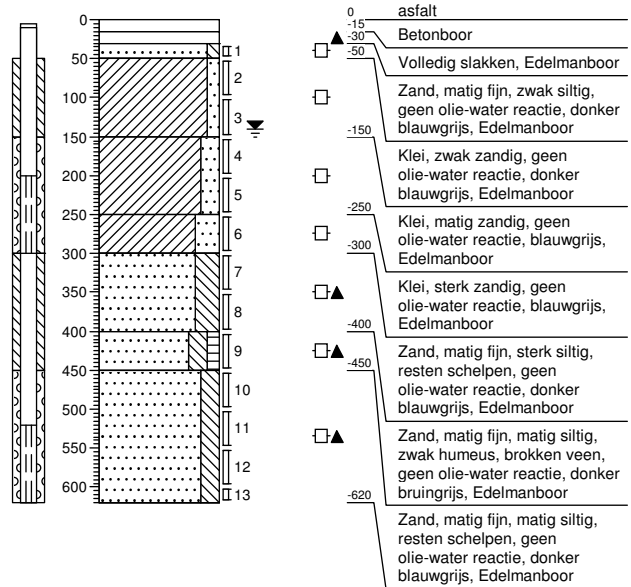 0
50
100
150
200
250
300
350
400
450
500
550
600
1
2
3
4
5
6
7
8
9
10
11
12
13
0
asfalt
-15
Betonboor
-30
Volledig slakken, Edelmanboor
-50
Zand, matig fijn, zwak siltig,
geen olie-water reactie, donker
blauwgrijs, Edelmanboor
-150
Klei, zwak zandig, geen
olie-water reactie, donker
blauwgrijs, Edelmanboor
-250
Klei, matig zandig, geen
olie-water reactie, blauwgrijs,
Edelmanboor
-300
Klei, sterk zandig, geen
olie-water reactie, blauwgrijs,
Edelmanboor
-400
Zand, matig fijn, sterk siltig,
resten schelpen, geen
olie-water reactie, donker
blauwgrijs, Edelmanboor
-450
Zand, matig fijn, matig siltig,
zwak humeus, brokken veen,
geen olie-water reactie, donker
bruingrijs, Edelmanboor
-620
Zand, matig fijn, matig siltig,
resten schelpen, geen
olie-water reactie, donker
blauwgrijs, Edelmanboor